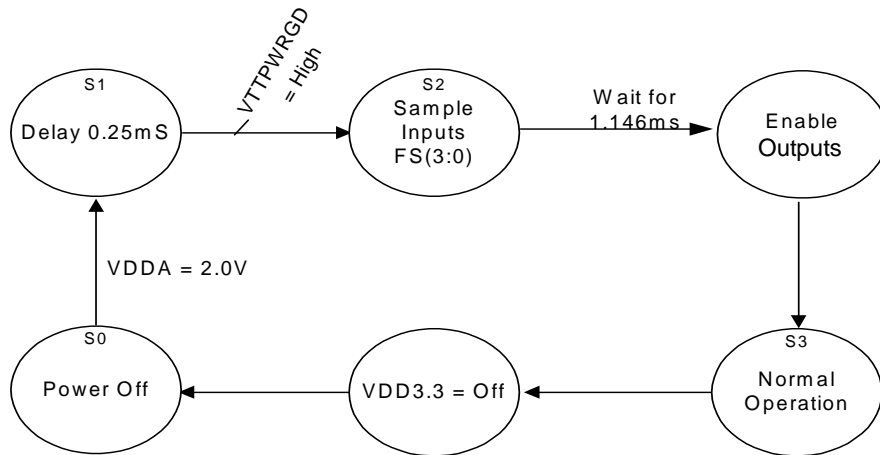 S1
Delay 0.25mS
VTTPWRGD
= High
S2
Sample
Inputs
FS(3:0)
Wait for
1.146ms
Enable
Outputs
VDDA = 2.0V
S0
Power Off
VDD3.3 = Off
S3
Normal
Operation